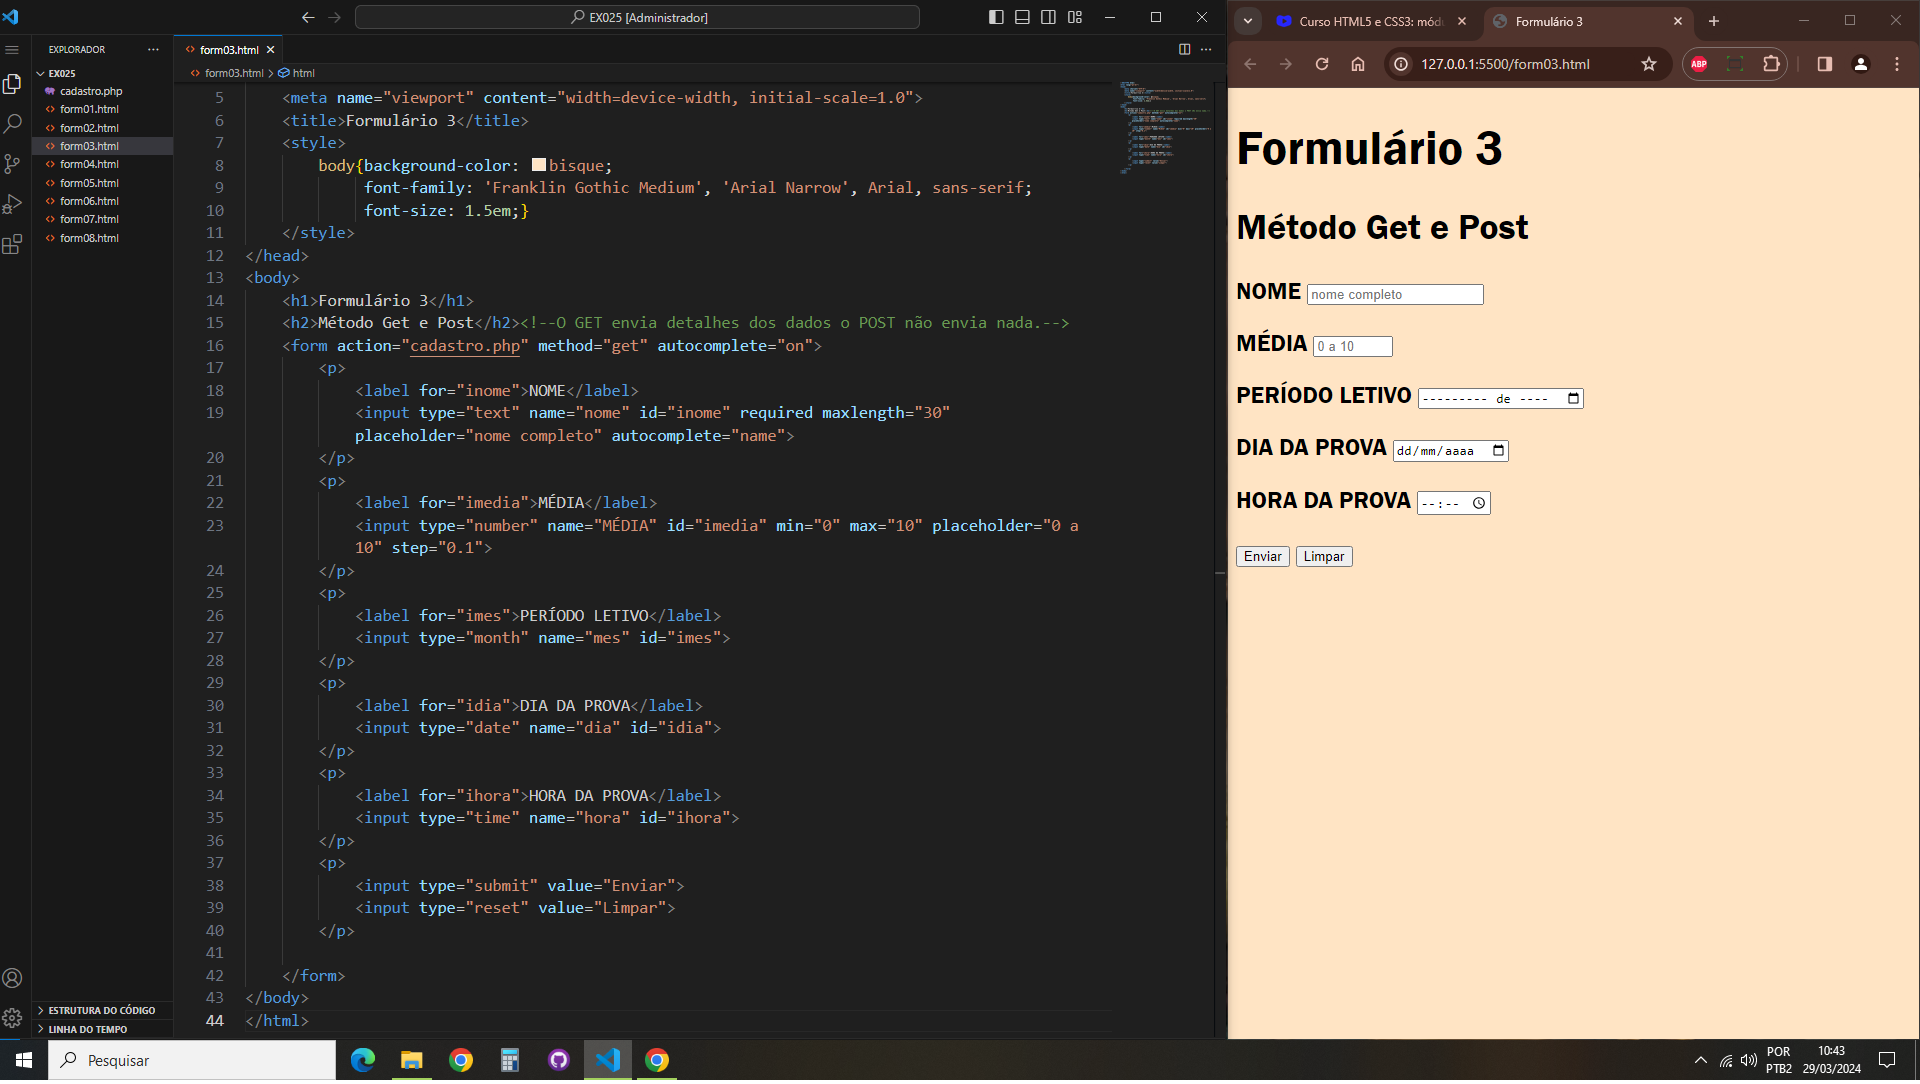 EX025 [Administrador]
EXPLORADOR
EX025
cadastro.php
form01.html
form02.html
form03.html
form04.html
form05.html
form06.html
form07.html
form08.html
ESTRUTURA DO CÓDIGO
LINHA DO TEMPO
form03.html
form03.html > html
5 <meta name="viewport" content="width=device-width, initial-scale=1.0">
6 <title>Formulário 3</title>
7 <style>
8 body{background-color: bisque;
9 font-family: 'Franklin Gothic Medium', 'Arial Narrow', Arial, sans-serif;
10 font-size: 1.5em;}
11 </style>
12 </head>
13 <body>
14 <h1>Formulário 3</h1>
15 <h2>Método Get e Post</h2><!--O GET envia detalhes dos dados o POST não envia nada.-->
16 <form action="cadastro.php" method="get" autocomplete="on">
17 <p>
18 <label for="inome">NOME</label>
19 <input type="text" name="nome" id="inome" required maxlength="30"
placeholder="nome completo" autocomplete="name">
20 </p>
21 <p>
22 <label for="imedia">MÉDIA</label>
23 <input type="number" name="MÉDIA" id="imedia" min="0" max="10" placeholder="0 a
10" step="0.1">
24 </p>
25 <p>
26 <label for="imes">PERÍODO LETIVO</label>
27 <input type="month" name="mes" id="imes">
28 </p>
29 <p>
30 <label for="idia">DIA DA PROVA</label>
31 <input type="date" name="dia" id="idia">
32 </p>
33 <p>
34 <label for="ihora">HORA DA PROVA</label>
35 <input type="time" name="hora" id="ihora">
36 </p>
37 <p>
38 <input type="submit" value="Enviar">
39 <input type="reset" value="Limpar">
40 </p>
41
42 </form>
43 </body>
44 </html>
Curso HTML5 e CSS3: módu
Formulário 3
127.0.0.1:5500/form03.html
ABP
Formulário 3
Método Get e Post
NOME nome completo
MÉDIA 0 a 10
PERÍODO LETIVO --------- de ----
DIA DA PROVA dd/mm/aaaa
HORA DA PROVA --:--
Enviar Limpar
Pesquisar
POR
PTB2
10:43
29/03/2024